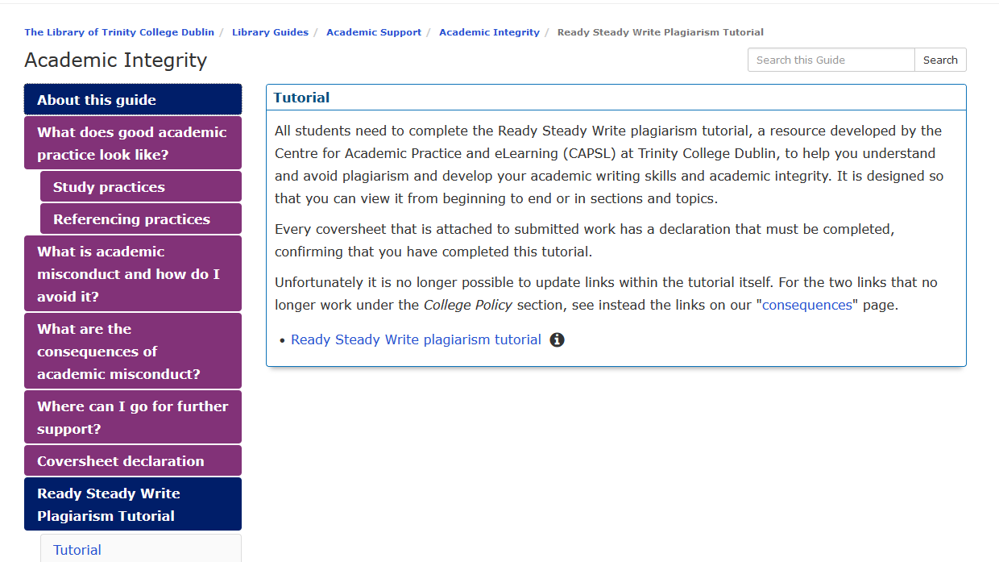 The Library of Trinity College Dublin / Library Guides / Academic Support / Academic Integrity / Ready Steady Write Plagiarism Tutorial
Academic Integrity
Search this Guide Search
About this guide
What does good academic
practice look like?
Study practices
Referencing practices
What is academic
misconduct and how do I
avoid it?
What are the
consequences of
academic misconduct?
Where can I go for further
support?
Coversheet declaration
Ready Steady Write
Plagiarism Tutorial
Tutorial
Tutorial
All students need to complete the Ready Steady Write plagiarism tutorial, a resource developed by the
Centre for Academic Practice and eLearning (CAPSL) at Trinity College Dublin, to help you understand
and avoid plagiarism and develop your academic writing skills and academic integrity. It is designed so
that you can view it from beginning to end or in sections and topics.
Every coversheet that is attached to submitted work has a declaration that must be completed,
confirming that you have completed this tutorial.
Unfortunately it is no longer possible to update links within the tutorial itself. For the two links that no
longer work under the College Policy section, see instead the links on our "consequences" page.
• Ready Steady Write plagiarism tutorial